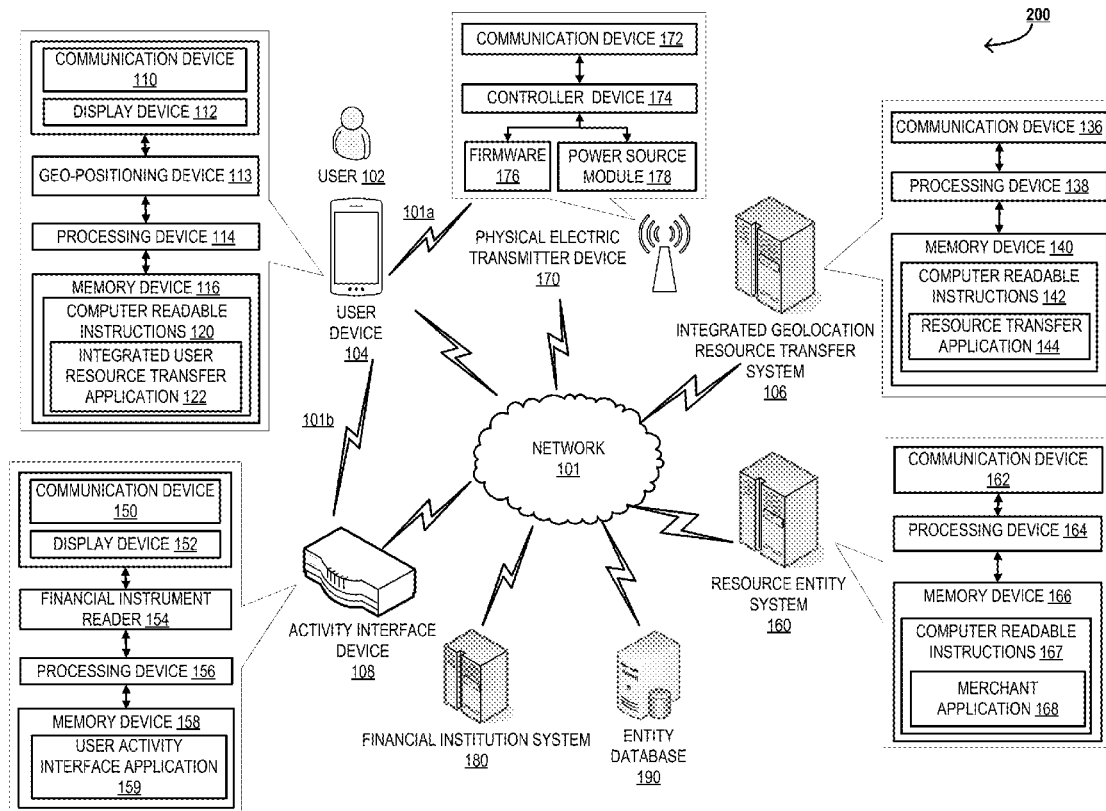 200
COMMUNICATION DEVICE
110
DISPLAY DEVICE 112
GEO-POSITIONING DEVICE 113
PROCESSING DEVICE 114
MEMORY DEVICE 116
COMPUTER READABLE
INSTRUCTIONS 120
INTEGRATED USER
RESOURCE TRANSFER
APPLICATION
122
USER 102
USER
DEVICE
104
101a
101b
COMMUNICATION DEVICE 172
CONTROLLER DEVICE 174
FIRMWARE
176
POWER SOURCE
MODULE 178
PHYSICAL ELECTRIC
TRANSMITTER DEVICE
170
INTEGRATED GEOLOCATION
RESOURCE TRANSFER
SYSTEM
106
COMMUNICATION DEVICE 136
PROCESSING DEVICE 138
MEMORY DEVICE 140
COMPUTER READABLE
INSTRUCTIONS 142
RESOURCE TRANSFER
APPLICATION 144
NETWORK
101
COMMUNICATION DEVICE
150
DISPLAY DEVICE 152
FINANCIAL INSTRUMENT
READER 154
PROCESSING DEVICE 156
MEMORY DEVICE 158
USER ACTIVITY
INTERFACE APPLICATION
159
ACTIVITY INTERFACE
DEVICE
108
FINANCIAL INSTITUTION SYSTEM
180
ENTITY
DATABASE
190
RESOURCE ENTITY
SYSTEM
160
COMMUNICATION DEVICE
162
PROCESSING DEVICE 164
MEMORY DEVICE 166
COMPUTER READABLE
INSTRUCTIONS 167
MERCHANT
APPLICATION 168